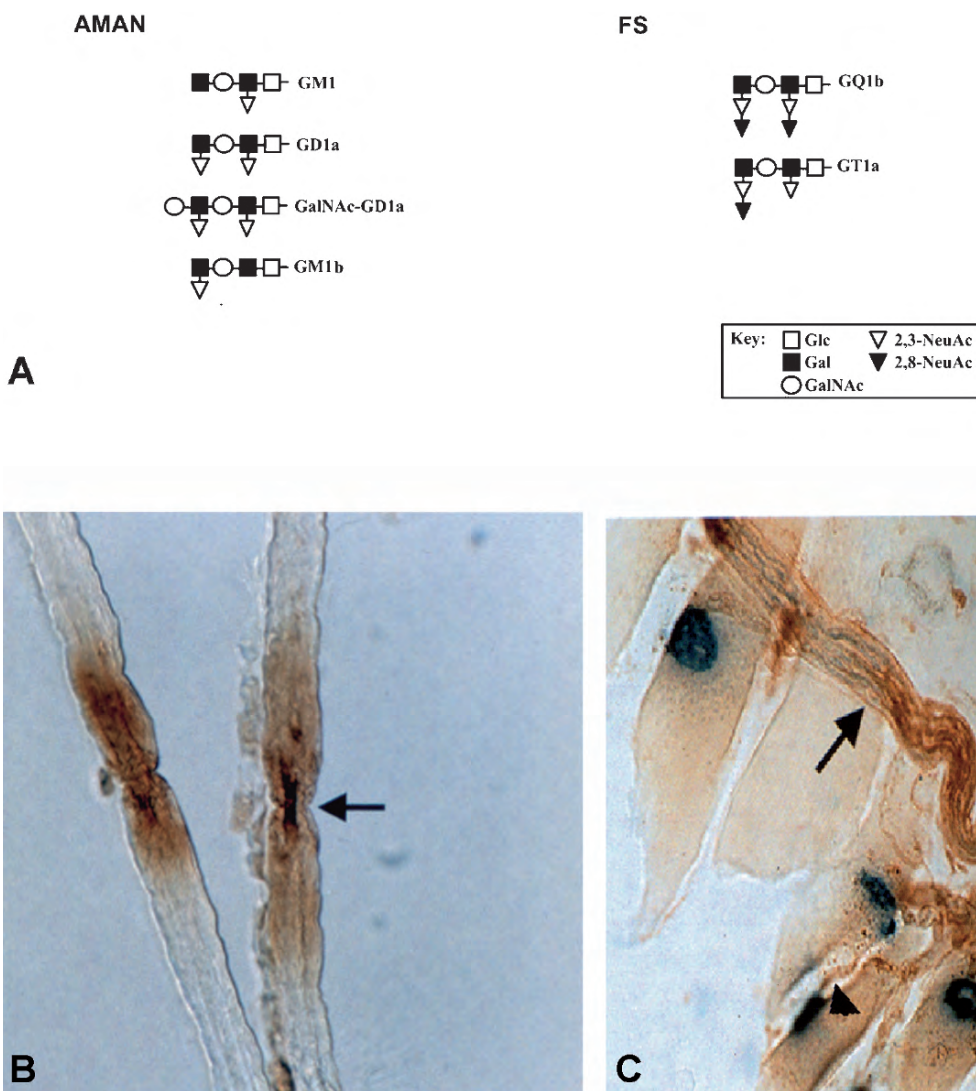 AMAN
FS
GM1
GD1a
GalNAc-GD1a
GM1b
GQ1b
GT1a
Key: Glc 2,3-NeuAc
Gal 2,8-NeuAc
GalNAc
A
B
C